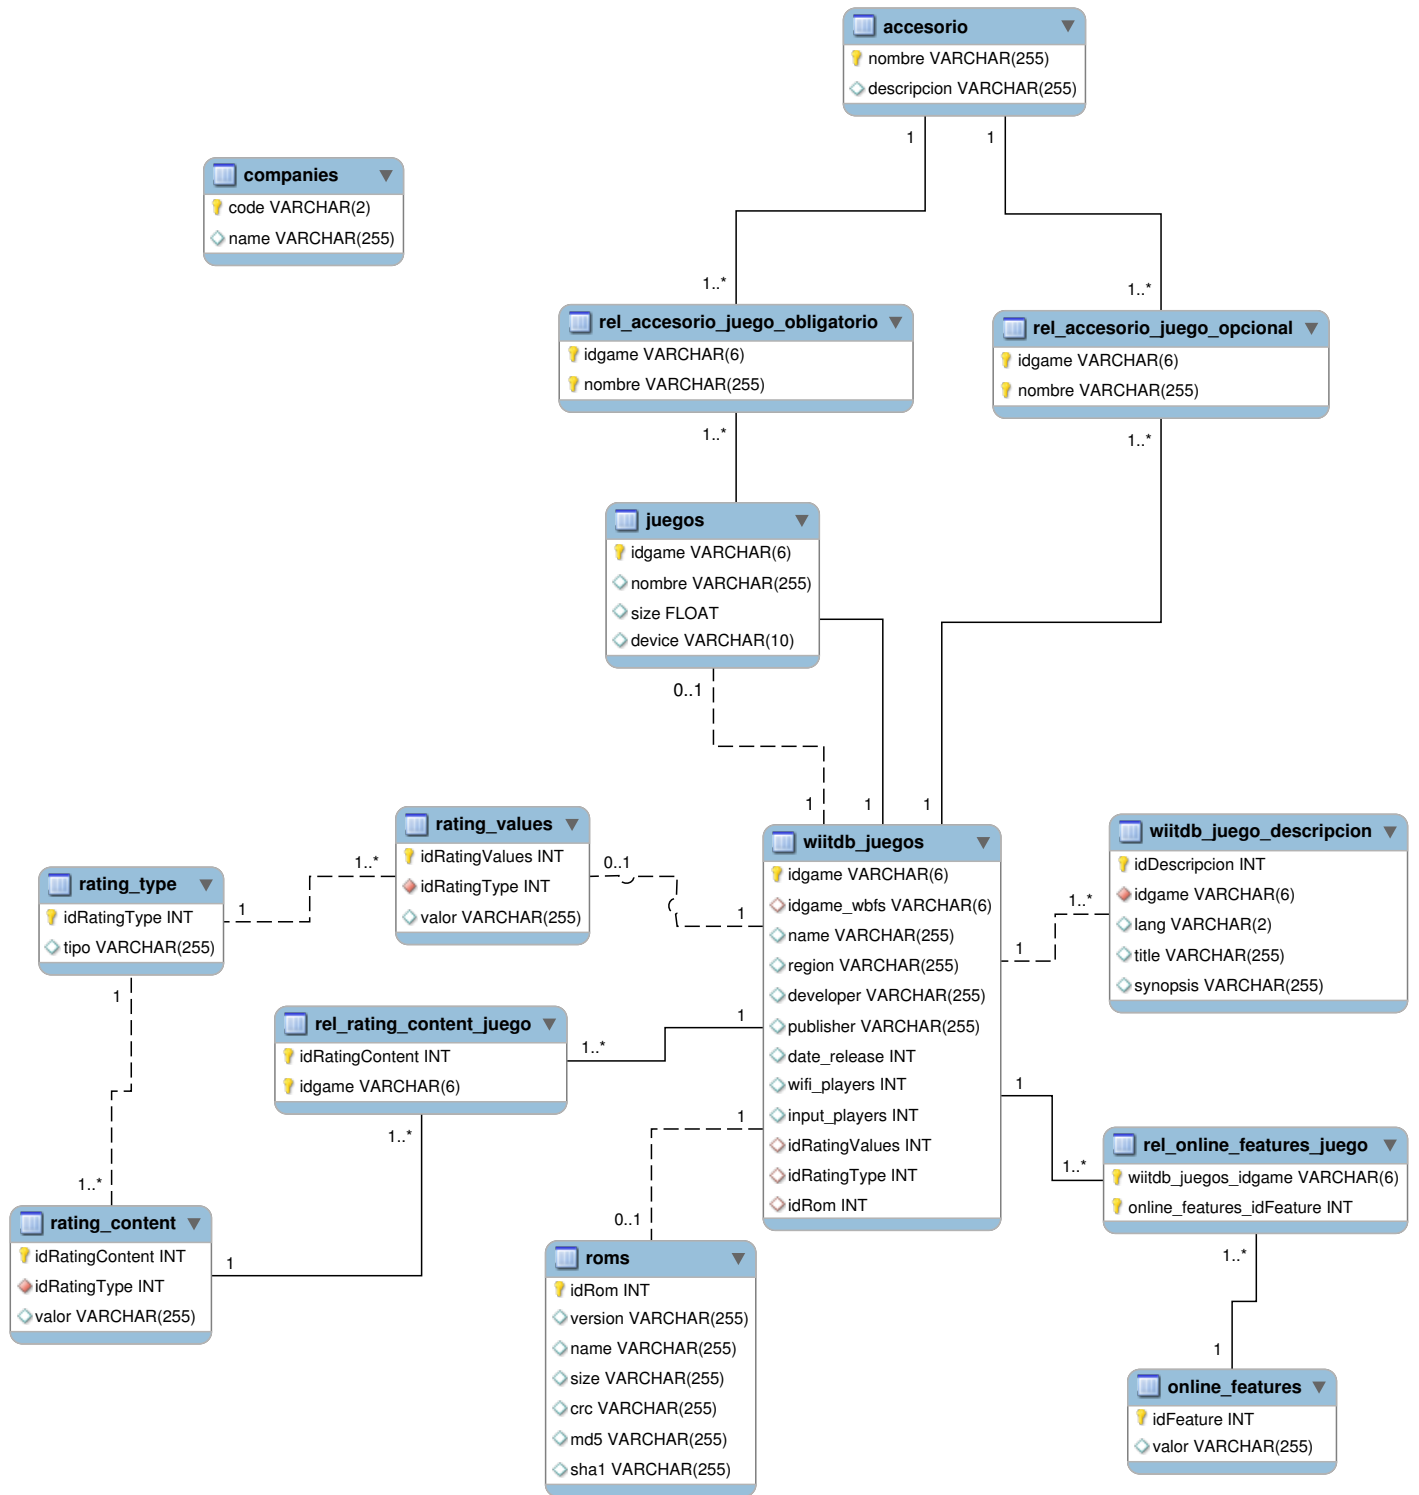 accesorio
nombre VARCHAR(255)
descripcion VARCHAR(255)
1
1
companies
code VARCHAR(2)
name VARCHAR(255)
1..*
1..*
rel_accesorio_juego_obligatorio
idgame VARCHAR(6)
nombre VARCHAR(255)
rel_accesorio_juego_opcional
idgame VARCHAR(6)
nombre VARCHAR(255)
1..*
1..*
juegos
idgame VARCHAR(6)
nombre VARCHAR(255)
size FLOAT
device VARCHAR(10)
0..1
1
1
1
rating_values
idRatingValues INT
idRatingType INT
valor VARCHAR(255)
1..*
0..1
rating_type
idRatingType INT
tipo VARCHAR(255)
1
1
wiitdb_juegos
idgame VARCHAR(6)
idgame_wbfs VARCHAR(6)
name VARCHAR(255)
region VARCHAR(255)
developer VARCHAR(255)
publisher VARCHAR(255)
date_release INT
wifi_players INT
input_players INT
idRatingValues INT
idRatingType INT
idRom INT
1
1
1
1
1
wiitdb_juego_descripcion
idDescripcion INT
idgame VARCHAR(6)
lang VARCHAR(2)
title VARCHAR(255)
synopsis VARCHAR(255)
1..*
rel_rating_content_juego
idRatingContent INT
idgame VARCHAR(6)
1..*
1..*
1..*
rating_content
idRatingContent INT
idRatingType INT
valor VARCHAR(255)
1
0..1
roms
idRom INT
version VARCHAR(255)
name VARCHAR(255)
size VARCHAR(255)
crc VARCHAR(255)
md5 VARCHAR(255)
sha1 VARCHAR(255)
rel_online_features_juego
wiitdb_juegos_idgame VARCHAR(6)
online_features_idFeature INT
1..*
1..*
1
online_features
idFeature INT
valor VARCHAR(255)